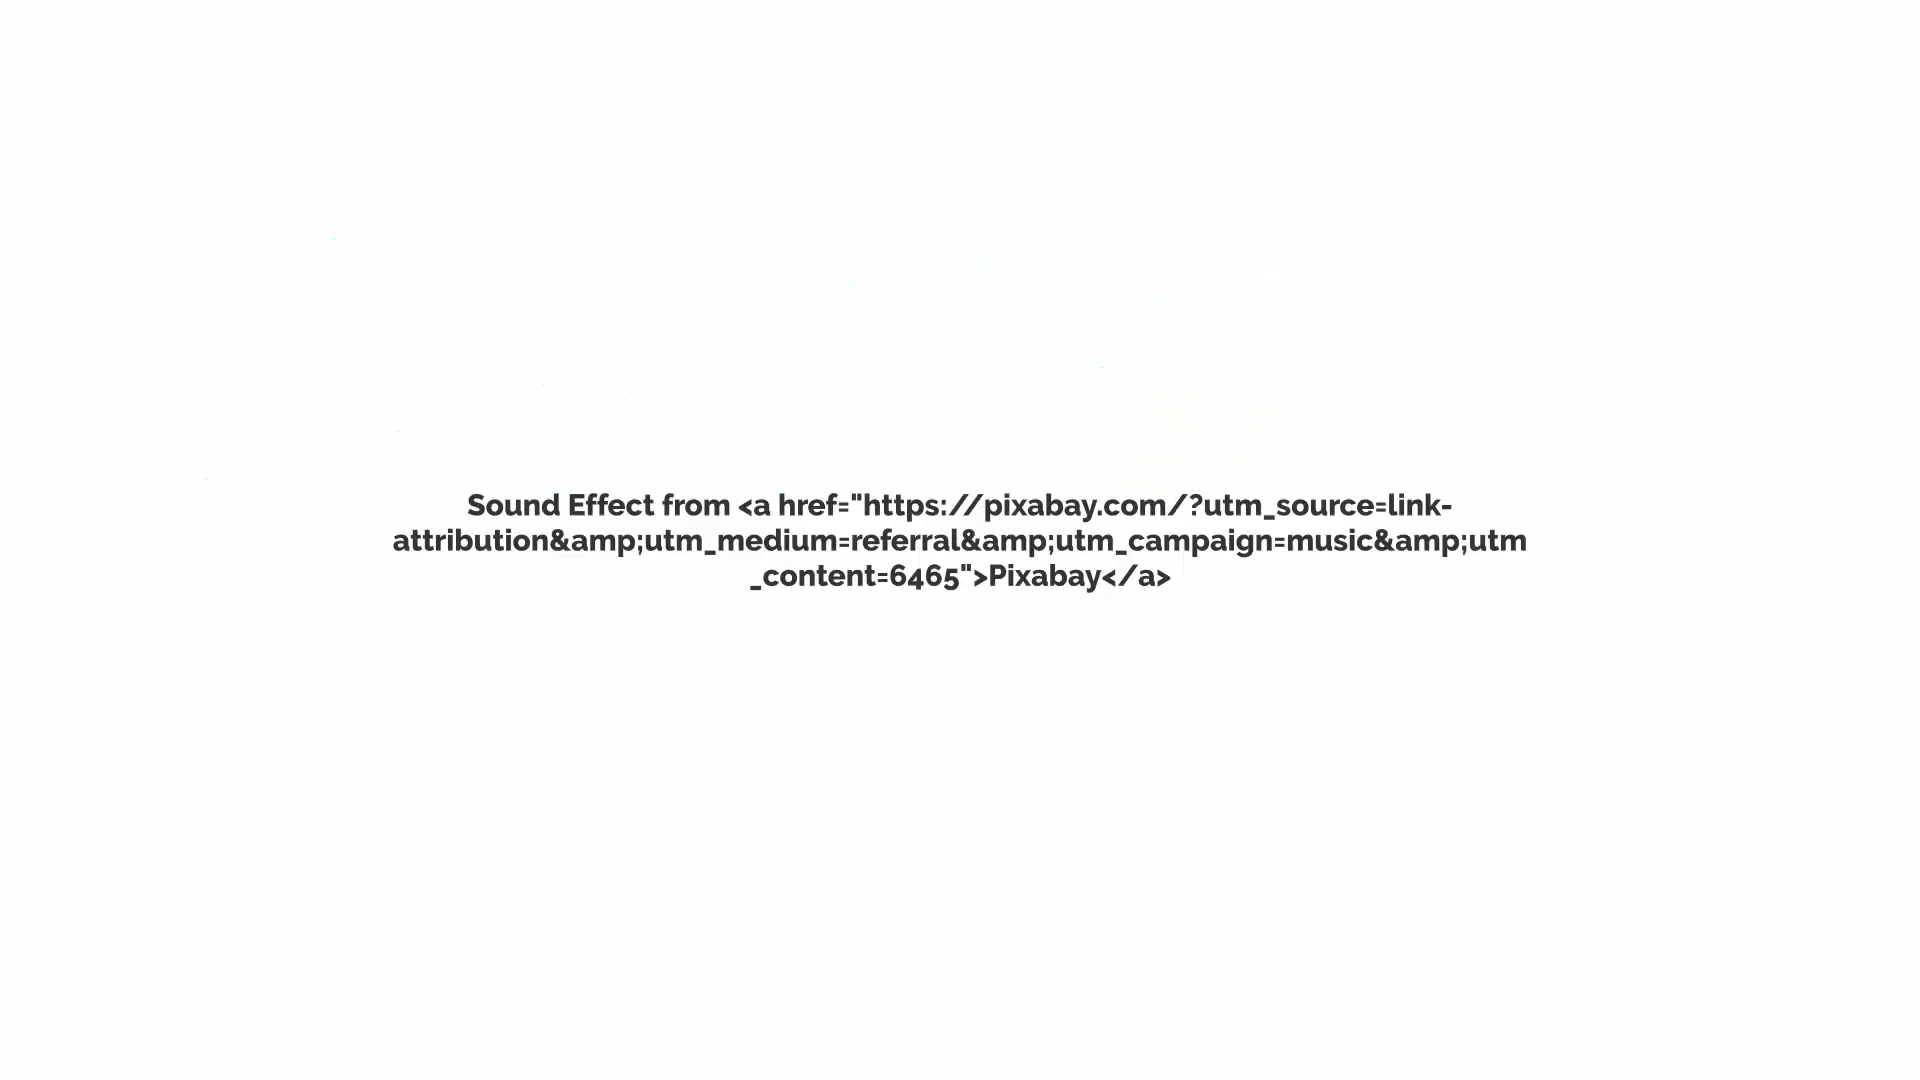 Sound Effect from <a href="https://pixabay.com/?utm_source=link-
attribution&amp;utm_medium=referral&amp;utm_campaign=music&amp;utm
_content=6465">Pixabay</a>